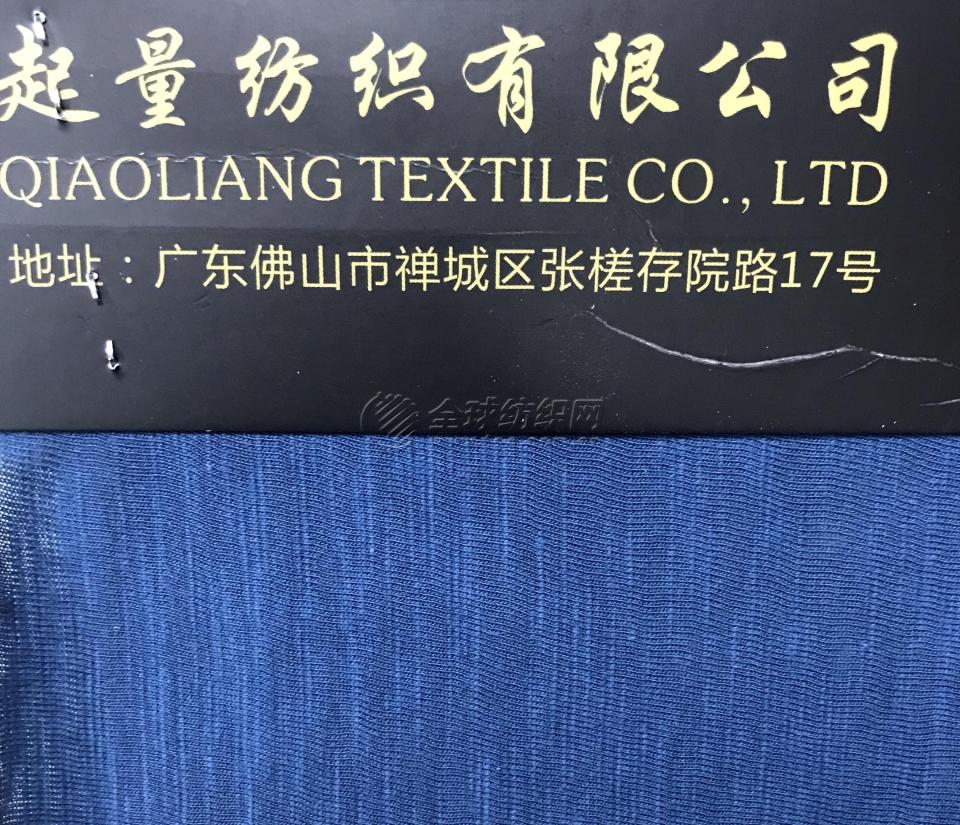 起量纺织有限公司
QIAOLIANG TEXTILE CO., LTD
地址：广东佛山市禅城区张槎存院路17号
全球纺织网